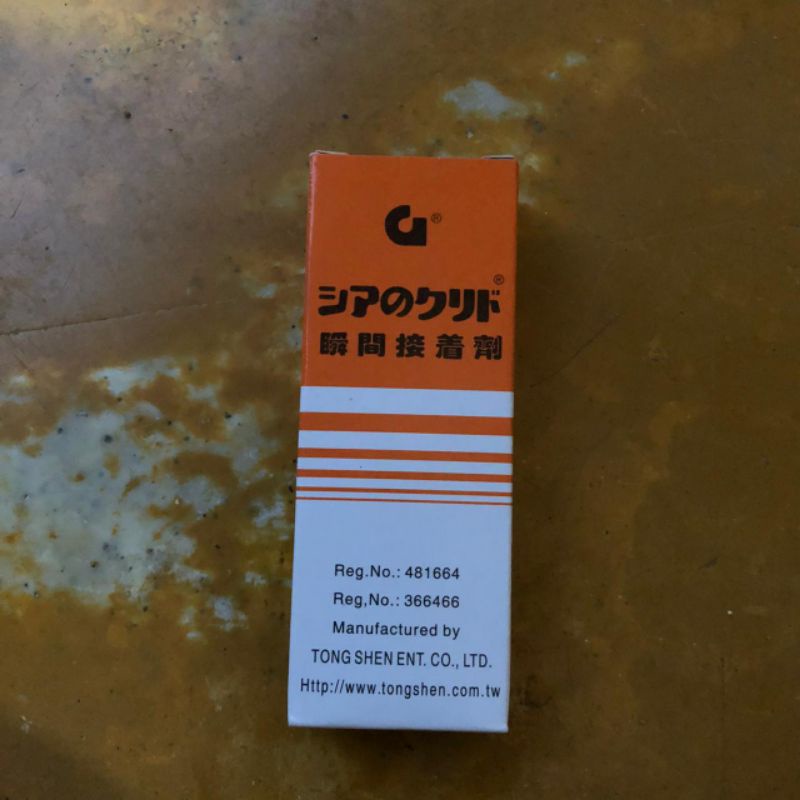 G®
シアのクリド®
瞬間接着劑
Reg.No.: 481664
Reg,No.: 366466
Manufactured by
TONG SHEN ENT. CO., LTD.
Http://www.tongshen.com.tw